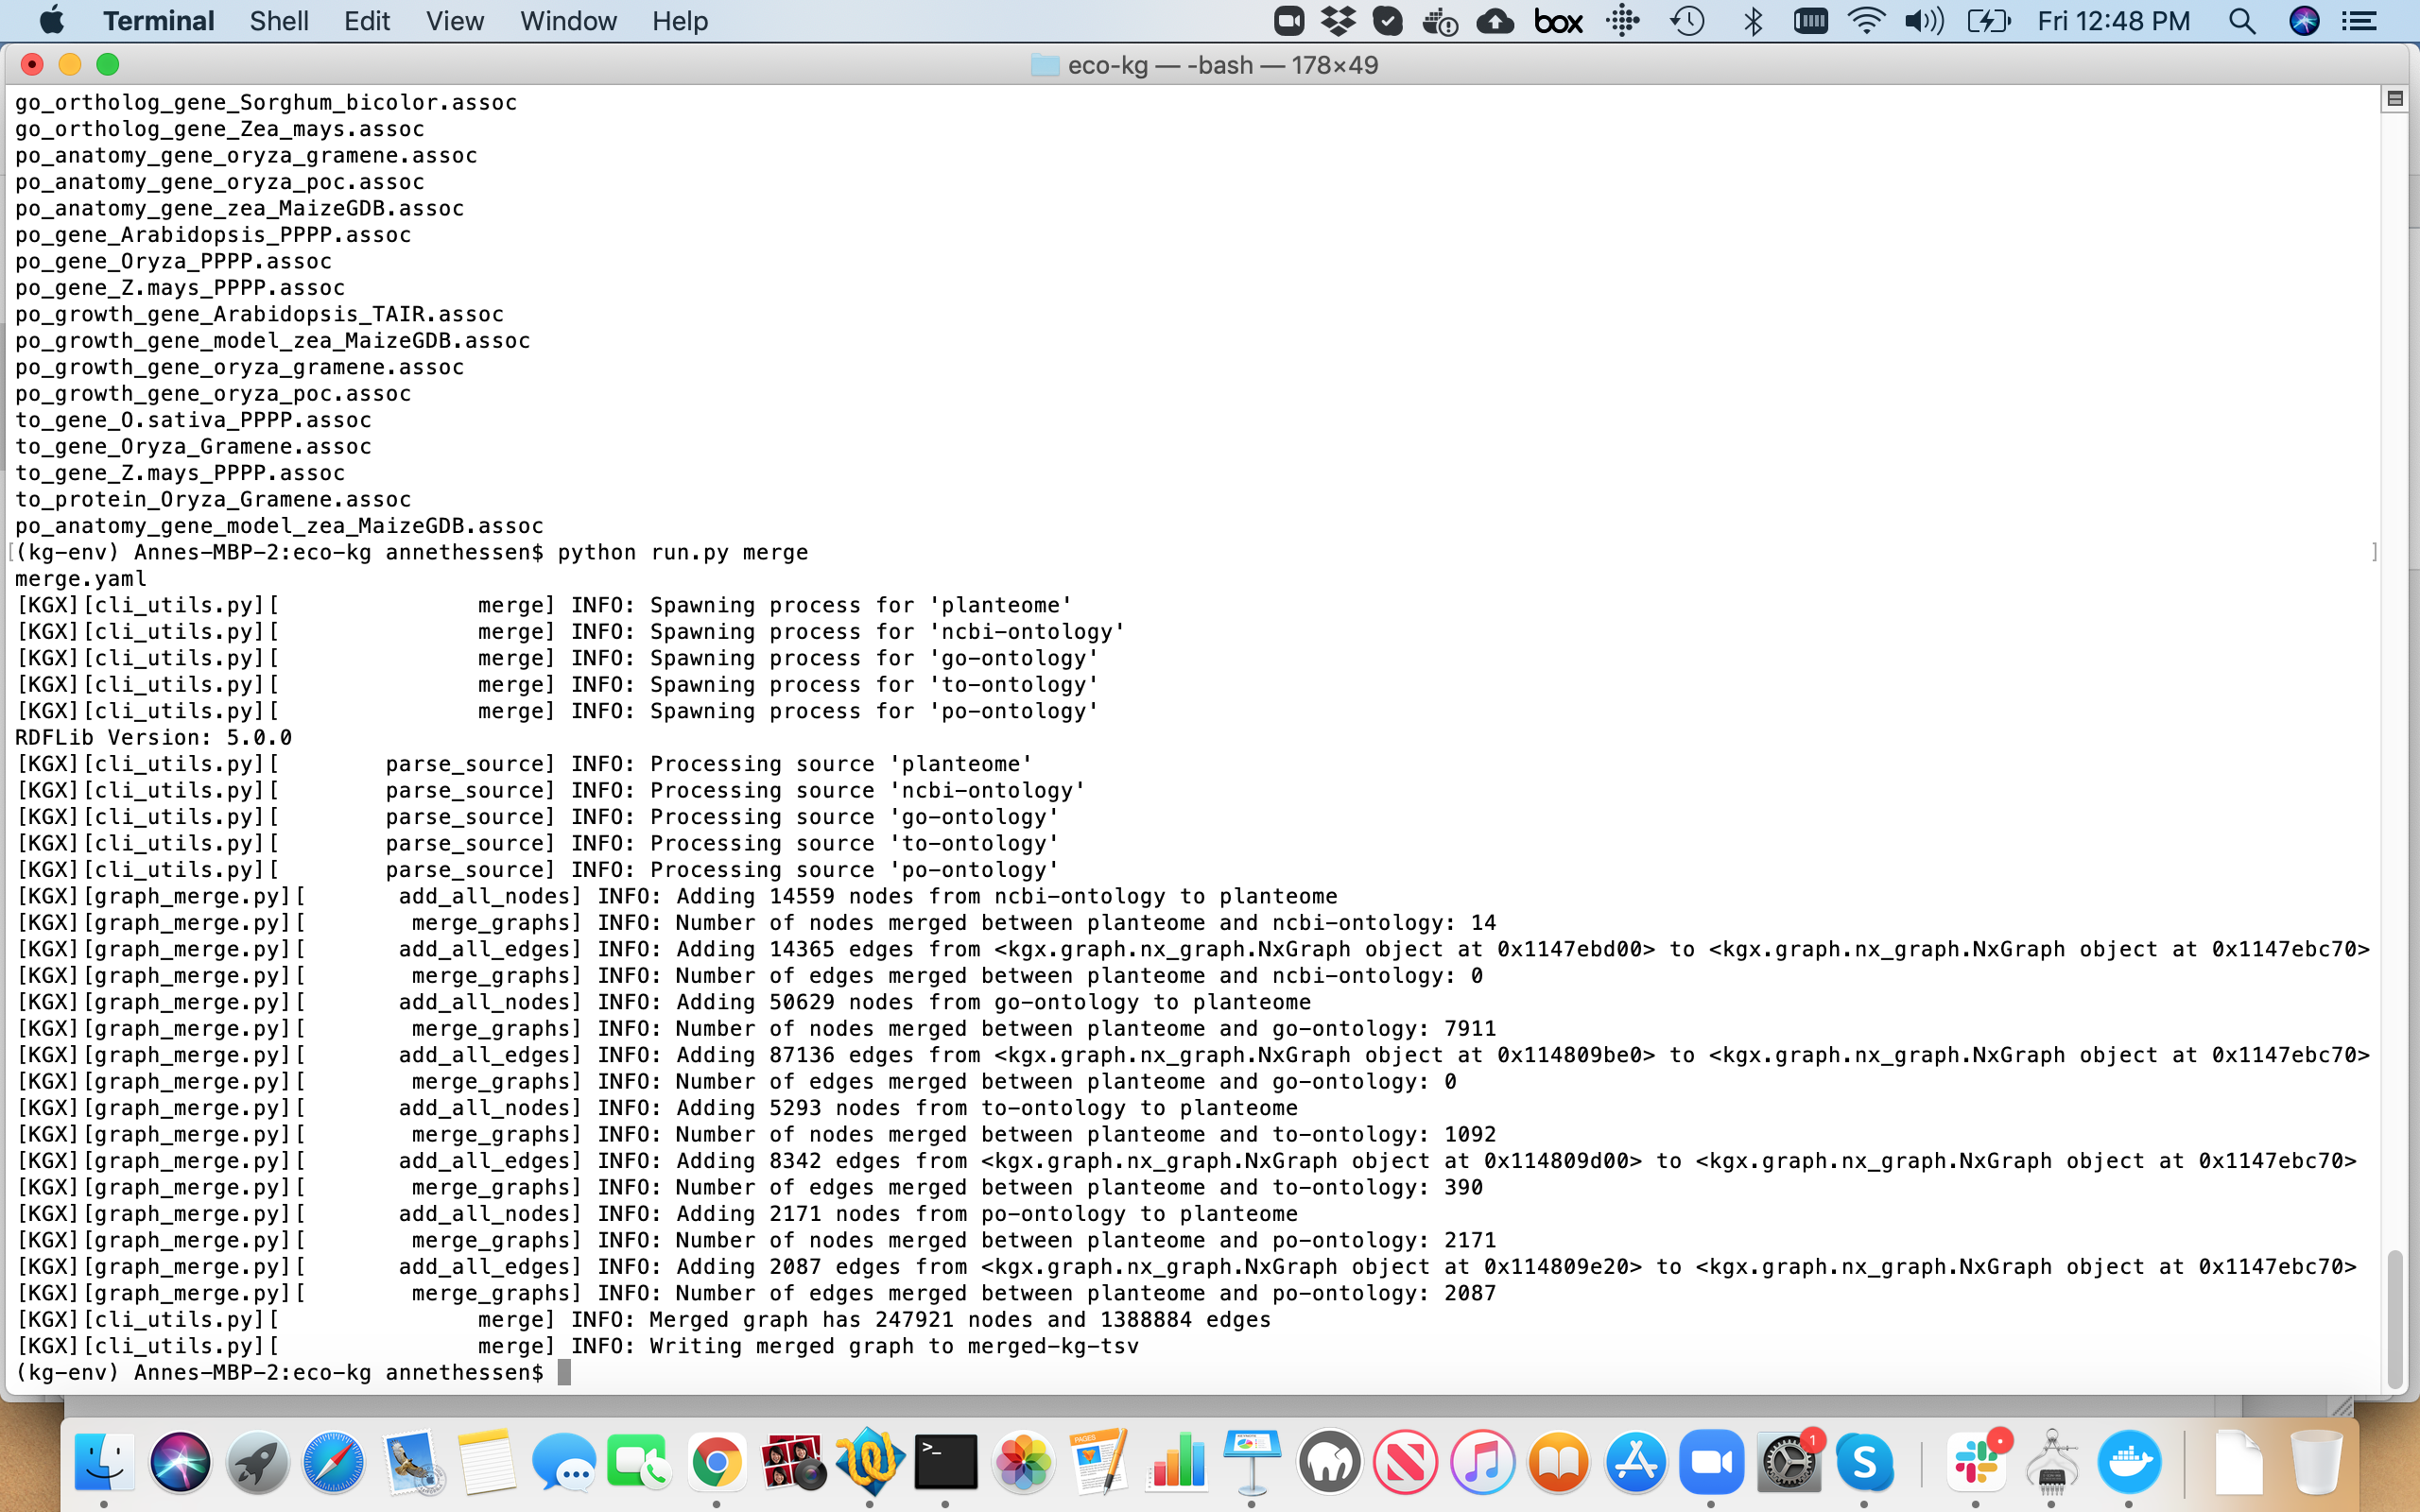 Terminal Shell Edit View Window Help box Fri 12:48 PM
eco-kg — -bash — 178×49
go_ortholog_gene_Sorghum_bicolor.assoc
go_ortholog_gene_Zea_mays.assoc
po_anatomy_gene_oryza_gramene.assoc
po_anatomy_gene_oryza_poc.assoc
po_anatomy_gene_zea_MaizeGDB.assoc
po_gene_Arabidopsis_PPPP.assoc
po_gene_Oryza_PPPP.assoc
po_gene_Z.mays_PPPP.assoc
po_growth_gene_Arabidopsis_TAIR.assoc
po_growth_gene_model_zea_MaizeGDB.assoc
po_growth_gene_oryza_gramene.assoc
po_growth_gene_oryza_poc.assoc
to_gene_O.sativa_PPPP.assoc
to_gene_Oryza_Gramene.assoc
to_gene_Z.mays_PPPP.assoc
to_protein_Oryza_Gramene.assoc
po_anatomy_gene_model_zea_MaizeGDB.assoc
[(kg-env) Annes-MBP-2:eco-kg annethessen$ python run.py merge ]
merge.yaml
[KGX][cli_utils.py][ merge] INFO: Spawning process for 'planteome'
[KGX][cli_utils.py][ merge] INFO: Spawning process for 'ncbi-ontology'
[KGX][cli_utils.py][ merge] INFO: Spawning process for 'go-ontology'
[KGX][cli_utils.py][ merge] INFO: Spawning process for 'to-ontology'
[KGX][cli_utils.py][ merge] INFO: Spawning process for 'po-ontology'
RDFLib Version: 5.0.0
[KGX][cli_utils.py][ parse_source] INFO: Processing source 'planteome'
[KGX][cli_utils.py][ parse_source] INFO: Processing source 'ncbi-ontology'
[KGX][cli_utils.py][ parse_source] INFO: Processing source 'go-ontology'
[KGX][cli_utils.py][ parse_source] INFO: Processing source 'to-ontology'
[KGX][cli_utils.py][ parse_source] INFO: Processing source 'po-ontology'
[KGX][graph_merge.py][ add_all_nodes] INFO: Adding 14559 nodes from ncbi-ontology to planteome
[KGX][graph_merge.py][ merge_graphs] INFO: Number of nodes merged between planteome and ncbi-ontology: 14
[KGX][graph_merge.py][ add_all_edges] INFO: Adding 14365 edges from <kgx.graph.nx_graph.NxGraph object at 0x1147ebd00> to <kgx.graph.nx_graph.NxGraph object at 0x1147ebc70>
[KGX][graph_merge.py][ merge_graphs] INFO: Number of edges merged between planteome and ncbi-ontology: 0
[KGX][graph_merge.py][ add_all_nodes] INFO: Adding 50629 nodes from go-ontology to planteome
[KGX][graph_merge.py][ merge_graphs] INFO: Number of nodes merged between planteome and go-ontology: 7911
[KGX][graph_merge.py][ add_all_edges] INFO: Adding 87136 edges from <kgx.graph.nx_graph.NxGraph object at 0x114809be0> to <kgx.graph.nx_graph.NxGraph object at 0x1147ebc70>
[KGX][graph_merge.py][ merge_graphs] INFO: Number of edges merged between planteome and go-ontology: 0
[KGX][graph_merge.py][ add_all_nodes] INFO: Adding 5293 nodes from to-ontology to planteome
[KGX][graph_merge.py][ merge_graphs] INFO: Number of nodes merged between planteome and to-ontology: 1092
[KGX][graph_merge.py][ add_all_edges] INFO: Adding 8342 edges from <kgx.graph.nx_graph.NxGraph object at 0x114809d00> to <kgx.graph.nx_graph.NxGraph object at 0x1147ebc70>
[KGX][graph_merge.py][ merge_graphs] INFO: Number of edges merged between planteome and to-ontology: 390
[KGX][graph_merge.py][ add_all_nodes] INFO: Adding 2171 nodes from po-ontology to planteome
[KGX][graph_merge.py][ merge_graphs] INFO: Number of nodes merged between planteome and po-ontology: 2171
[KGX][graph_merge.py][ add_all_edges] INFO: Adding 2087 edges from <kgx.graph.nx_graph.NxGraph object at 0x114809e20> to <kgx.graph.nx_graph.NxGraph object at 0x1147ebc70>
[KGX][graph_merge.py][ merge_graphs] INFO: Number of edges merged between planteome and po-ontology: 2087
[KGX][cli_utils.py][ merge] INFO: Merged graph has 247921 nodes and 1388884 edges
[KGX][cli_utils.py][ merge] INFO: Writing merged graph to merged-kg-tsv
(kg-env) Annes-MBP-2:eco-kg annethessen$
PAGES
1